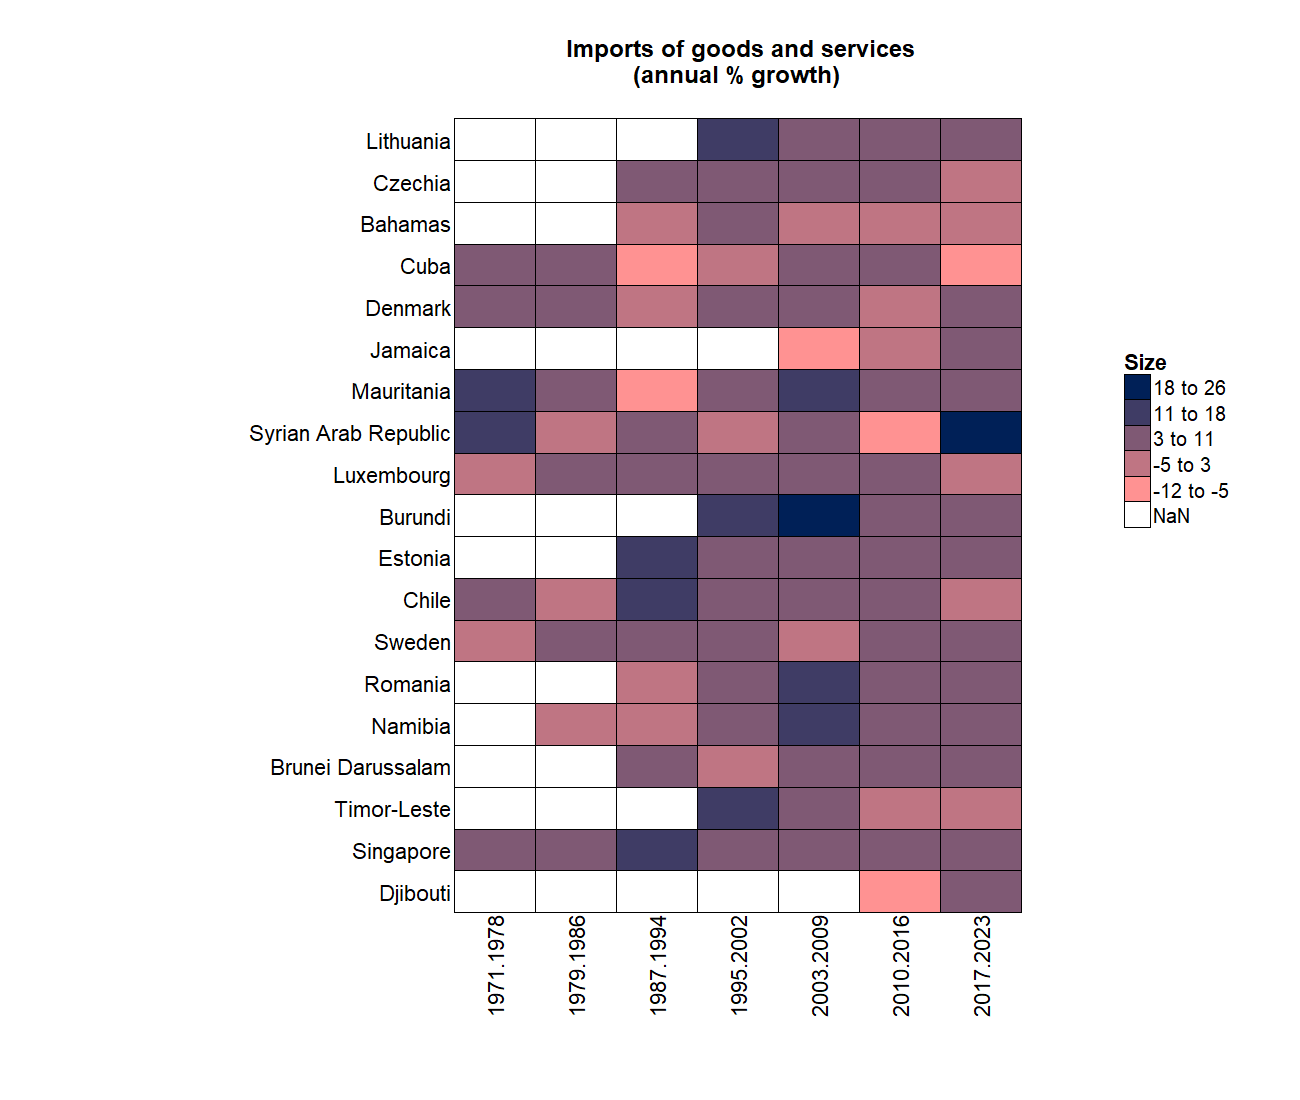 Imports of goods and services
(annual % growth)
Lithuania
Czechia
Bahamas
Cuba
Denmark
Jamaica
Mauritania
Syrian Arab Republic
Luxembourg
Burundi
Estonia
Chile
Sweden
Romania
Namibia
Brunei Darussalam
Timor-Leste
Singapore
Djibouti
1971.1978
1979.1986
1987.1994
1995.2002
2003.2009
2010.2016
2017.2023
Size
18 to 26
11 to 18
3 to 11
-5 to 3
-12 to -5
NaN